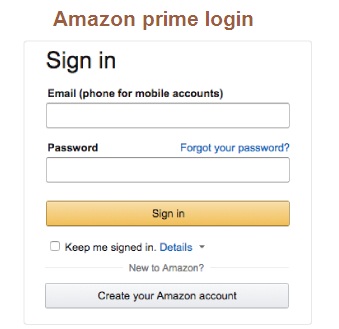 Amazon prime login
Sign in
Email (phone for mobile accounts)
Password Forgot your password?
Sign in
Keep me signed in. Details
New to Amazon?
Create your Amazon account